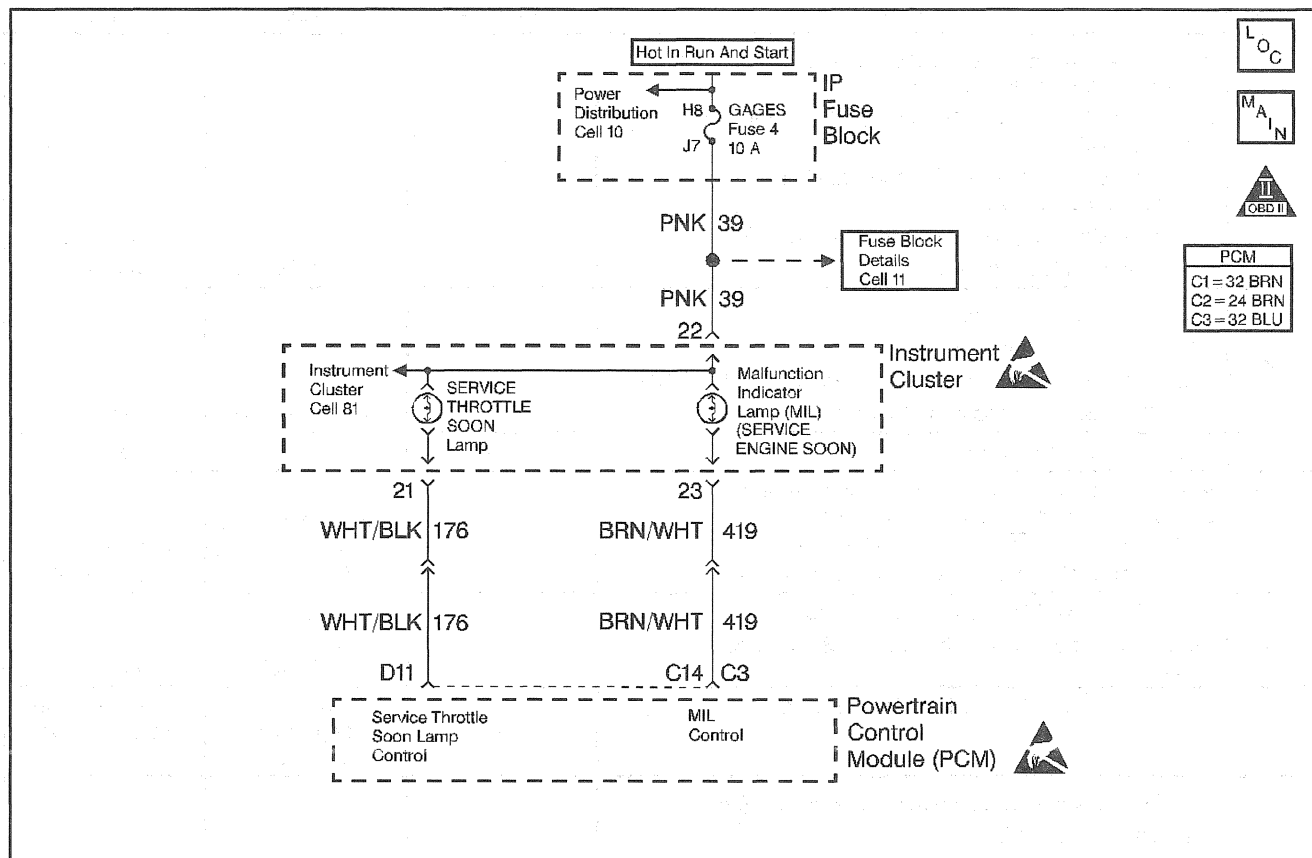 Hot In Run And Start
L O C
M A I N
II
OBD II
PCM
C1=32 BRN
C2=24 BRN
C3=32 BLU
IP
Fuse
Block
Power
Distribution
Cell 10
H8
J7
GAGES
Fuse 4
10 A
PNK 39
Fuse Block
Details
Cell 11
PNK 39
22
Instrument
Cluster
Instrument
Cluster
Cell 81
SERVICE
THROTTLE
SOON
Lamp
Malfunction
Indicator
Lamp (MIL)
(SERVICE
ENGINE SOON)
21 23
WHT/BLK 176 BRN/WHT 419
WHT/BLK 176 BRN/WHT 419
D11 C14 C3
Service Throttle
Soon Lamp
Control
MIL
Control
Powertrain
Control
Module (PCM)